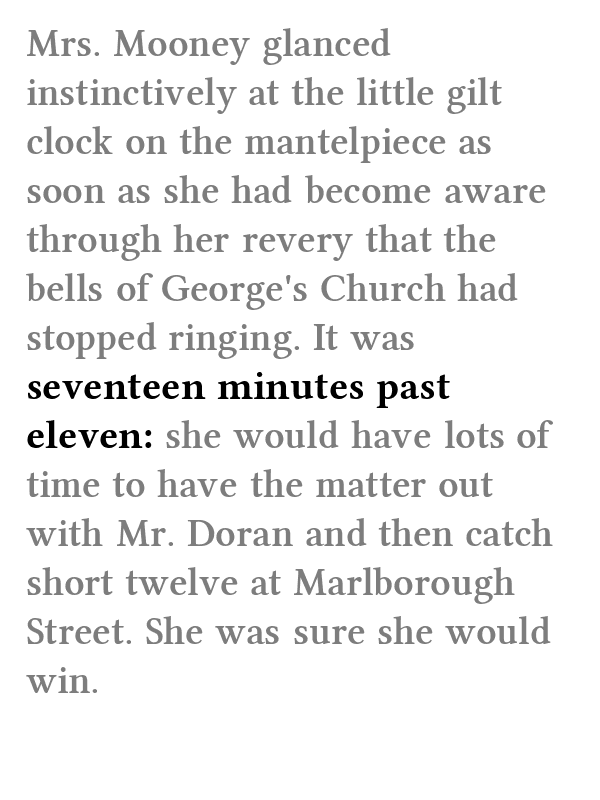 Mrs. Mooney glanced
instinctively at the little gilt
clock on the mantelpiece as
soon as she had become aware
through her revery that the
bells of George's Church had
stopped ringing. It was
seventeen minutes past
eleven: she would have lots of
time to have the matter out
with Mr. Doran and then catch
short twelve at Marlborough
Street. She was sure she would
win.